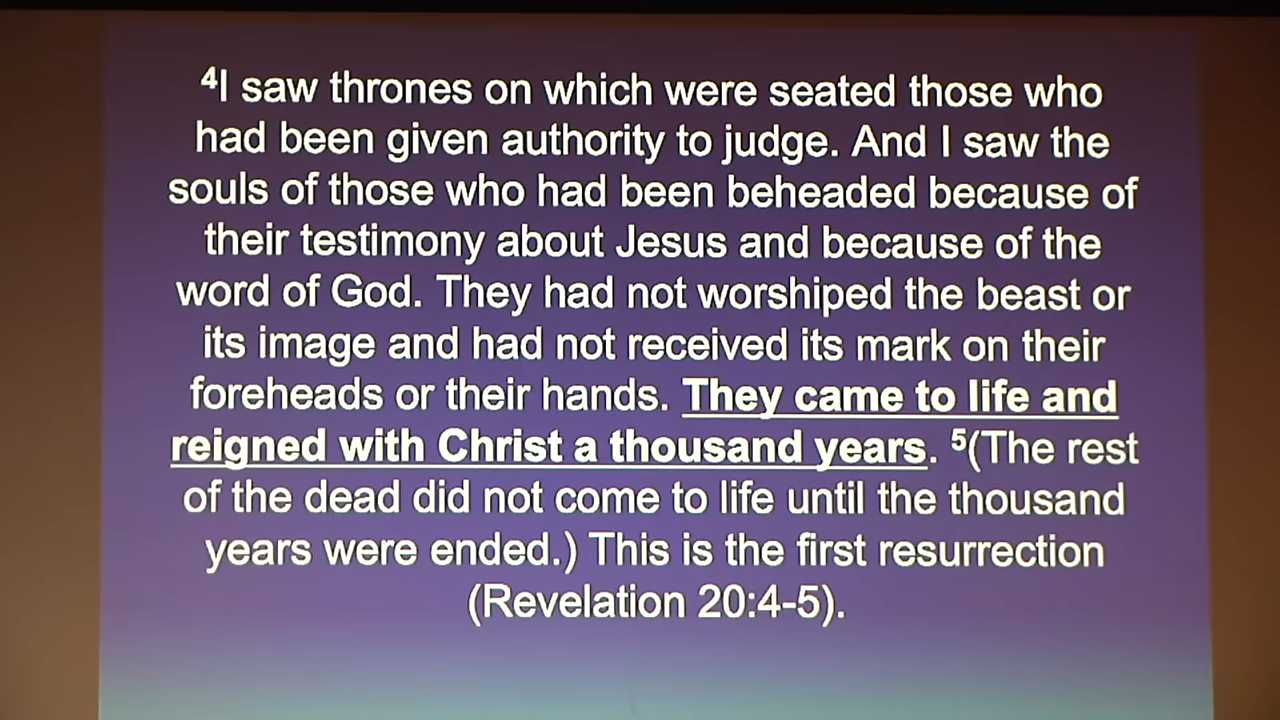 ⁴I saw thrones on which were seated those who
had been given authority to judge. And I saw the
souls of those who had been beheaded because of
their testimony about Jesus and because of the
word of God. They had not worshiped the beast or
its image and had not received its mark on their
foreheads or their hands. They came to life and
reigned with Christ a thousand years. ⁵(The rest
of the dead did not come to life until the thousand
years were ended.) This is the first resurrection
(Revelation 20:4-5).